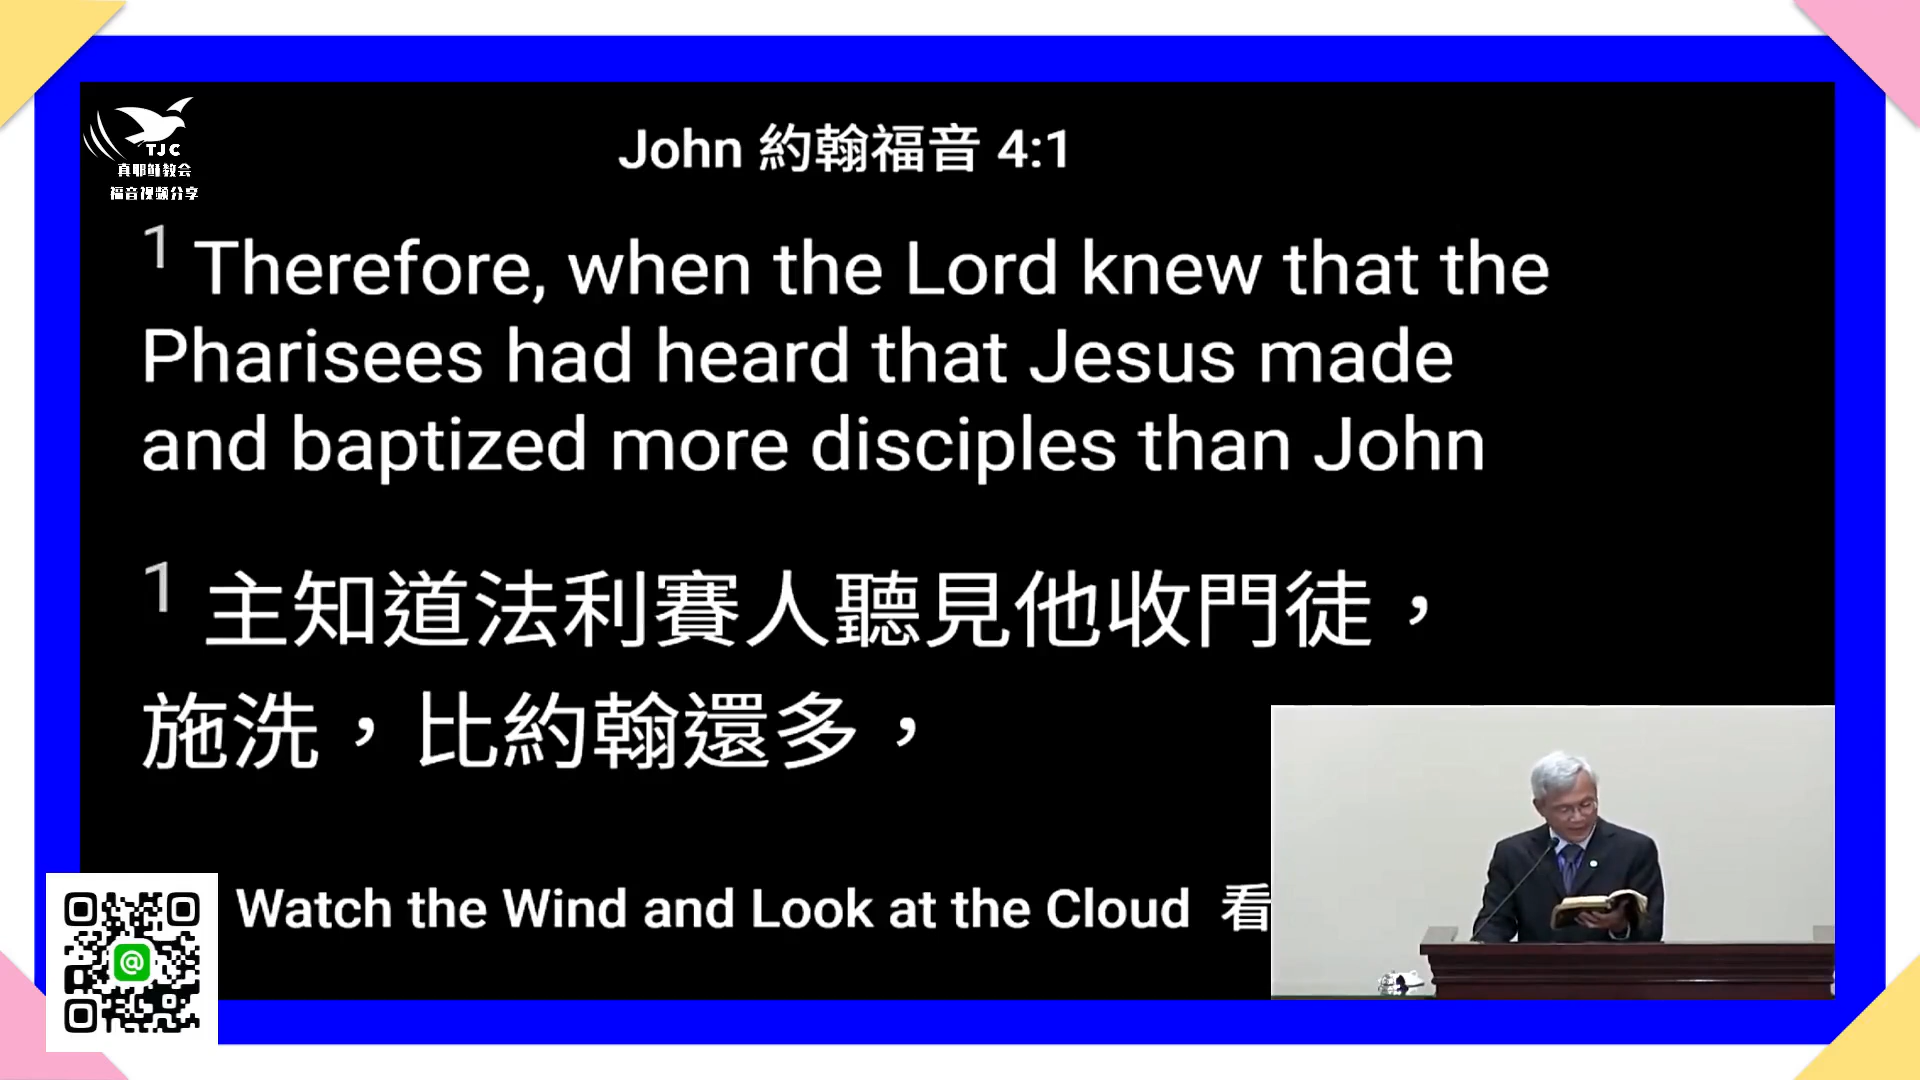 TJC
真耶穌教会
福音視頻分享
John 約翰福音 4:1
1 Therefore, when the Lord knew that the
Pharisees had heard that Jesus made
and baptized more disciples than John
1 主知道法利賽人聽見他收門徒，
施洗，比約翰還多，
Watch the Wind and Look at the Cloud 看
@